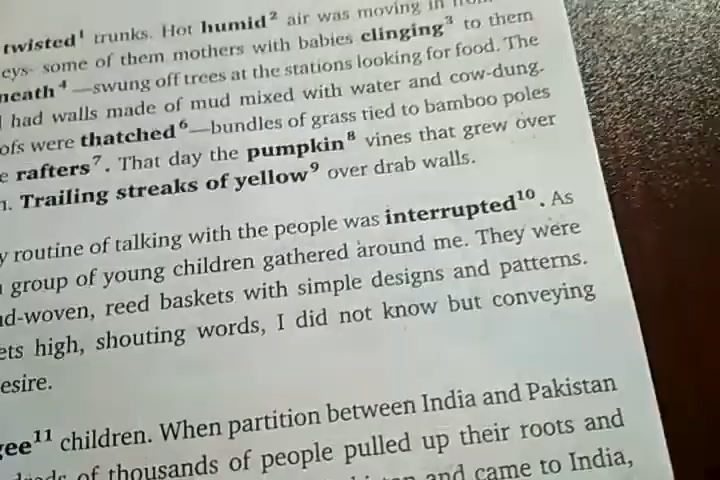 twisted¹ trunks. Hot humid² air was moving in
some of them mothers with babies clinging³ to them
⁴—swung off trees at the stations looking for food. The
had walls made of mud mixed with water and cow-dung.
were thatched⁶—bundles of grass tied to bamboo poles
rafters⁷. That day the pumpkin⁸ vines that grew over
Trailing streaks of yellow⁹ over drab walls.
routine of talking with the people was interrupted¹⁰. As
group of young children gathered around me. They were
reed baskets with simple designs and patterns.
high, shouting words, I did not know but conveying
children. When partition between India and Pakistan
of thousands of people pulled up their roots and
and came to India,